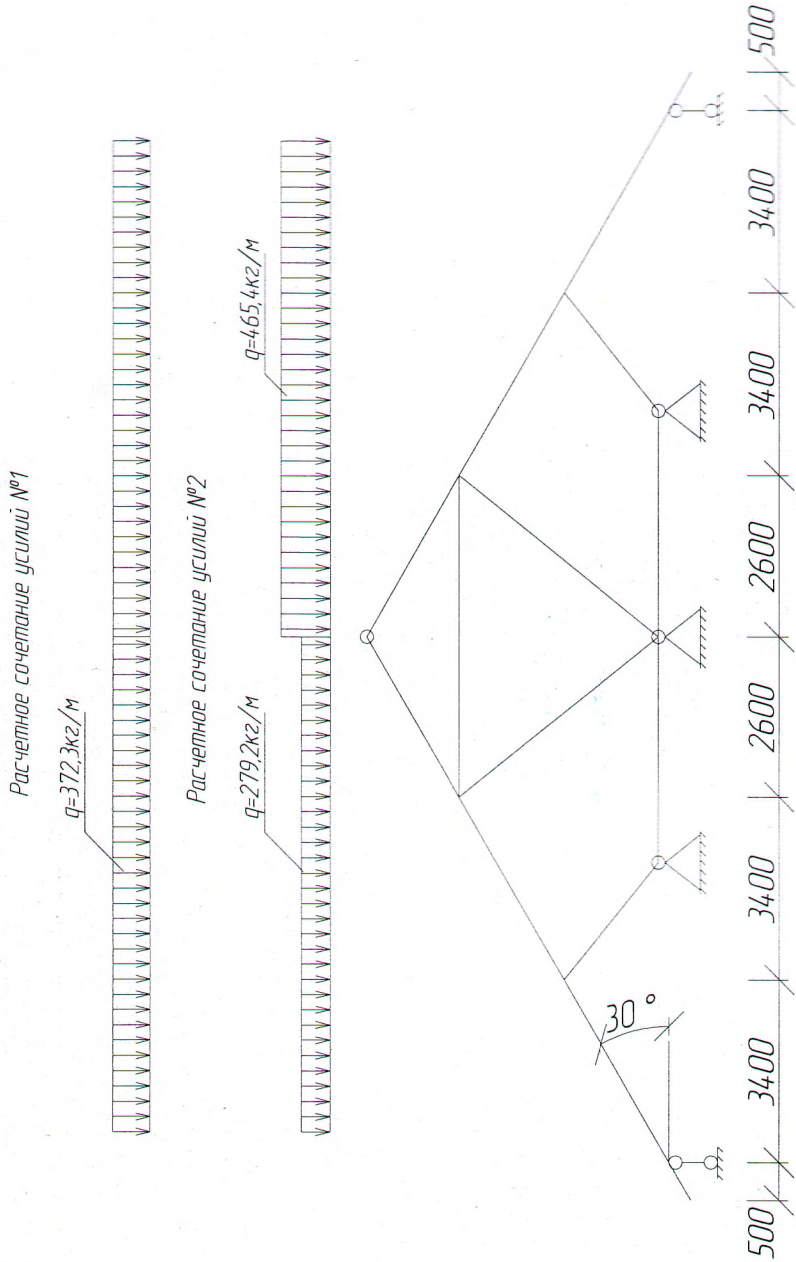 Расчетное сочетание усилий №1
q=372,3кг/м
Расчетное сочетание усилий №2
q=279,2кг/м
q=465,4кг/м
30°
500
3400
3400
2600
2600
3400
3400
500